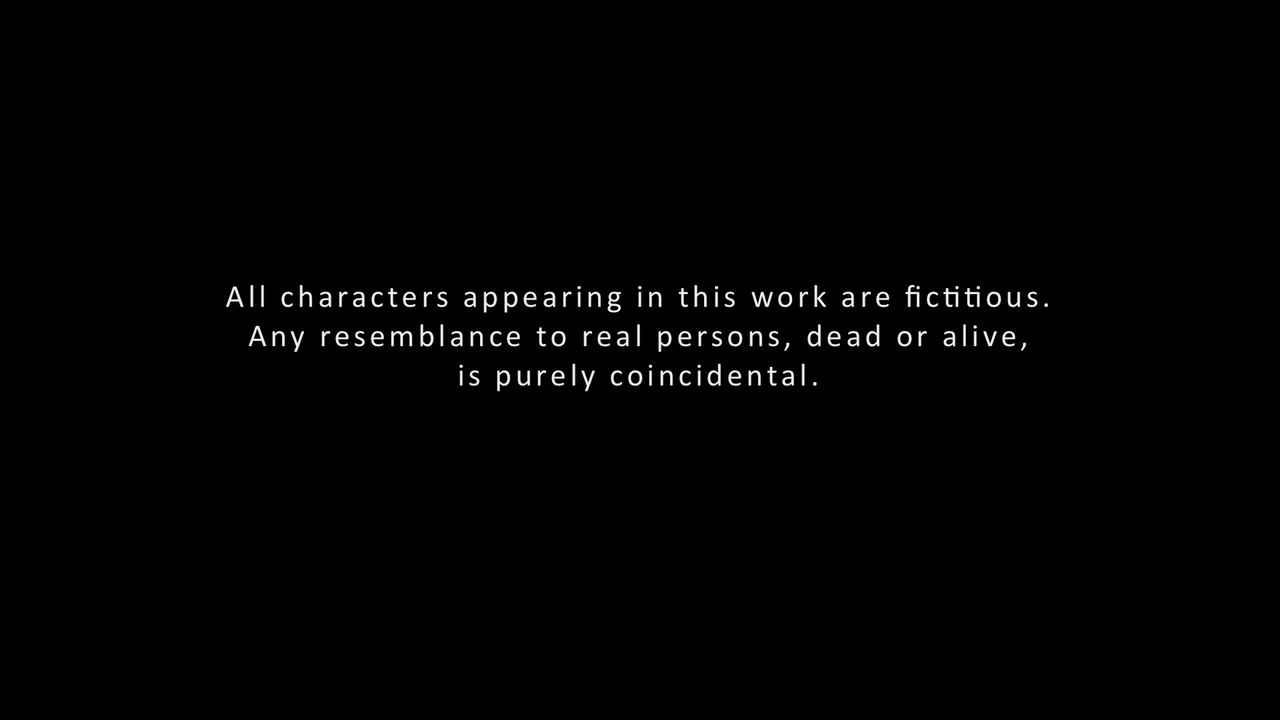 All characters appearing in this work are fictitious.
Any resemblance to real persons, dead or alive,
is purely coincidental.